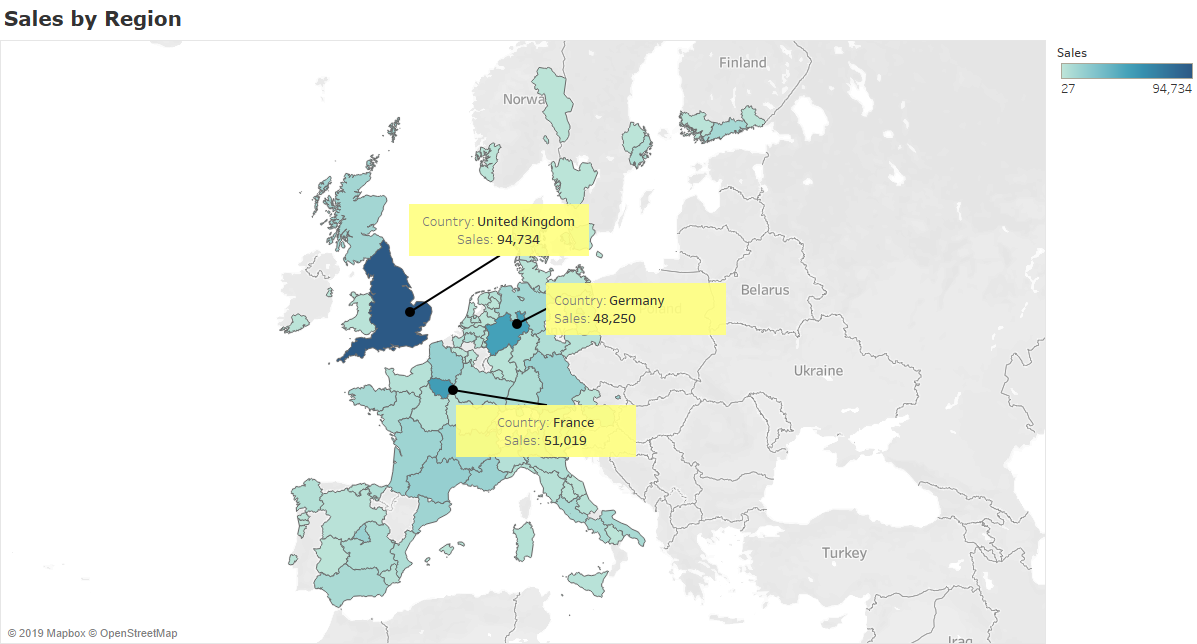 Sales by Region
Sales
27 94,734
Finland
Norwa
Country: United Kingdom
Sales: 94,734
Belarus
Country: Germany
Sales: 48,250
Ukraine
Country: France
Sales: 51,019
Turkey
Iraq
© 2019 Mapbox © OpenStreetMap